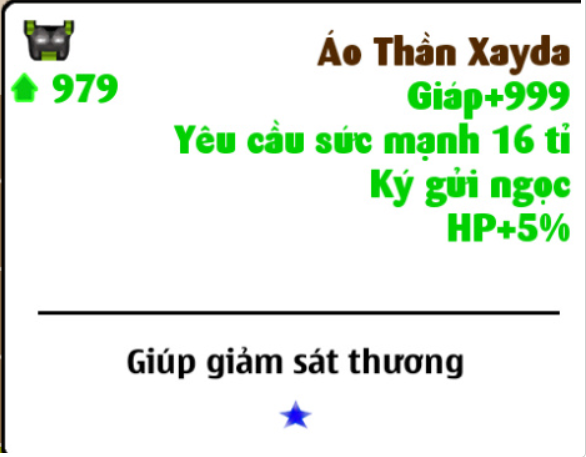 Áo Thần Xayda
979
Giáp+999
Yêu cầu sức mạnh 16 tỉ
Ký gửi ngọc
HP+5%
Giúp giảm sát thương